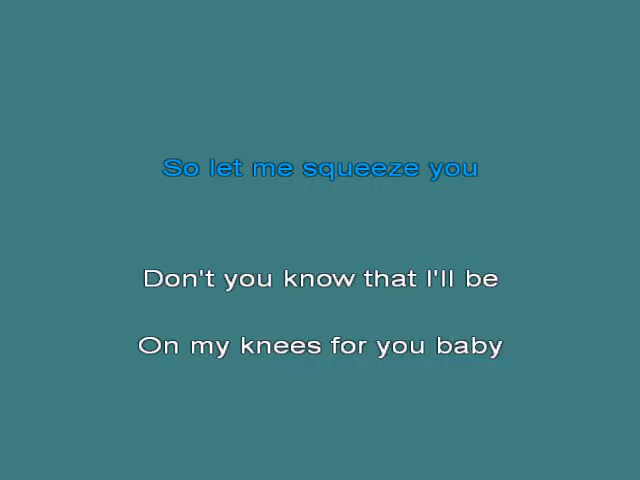 So let me squeeze you
Don't you know that I'll be
On my knees for you baby